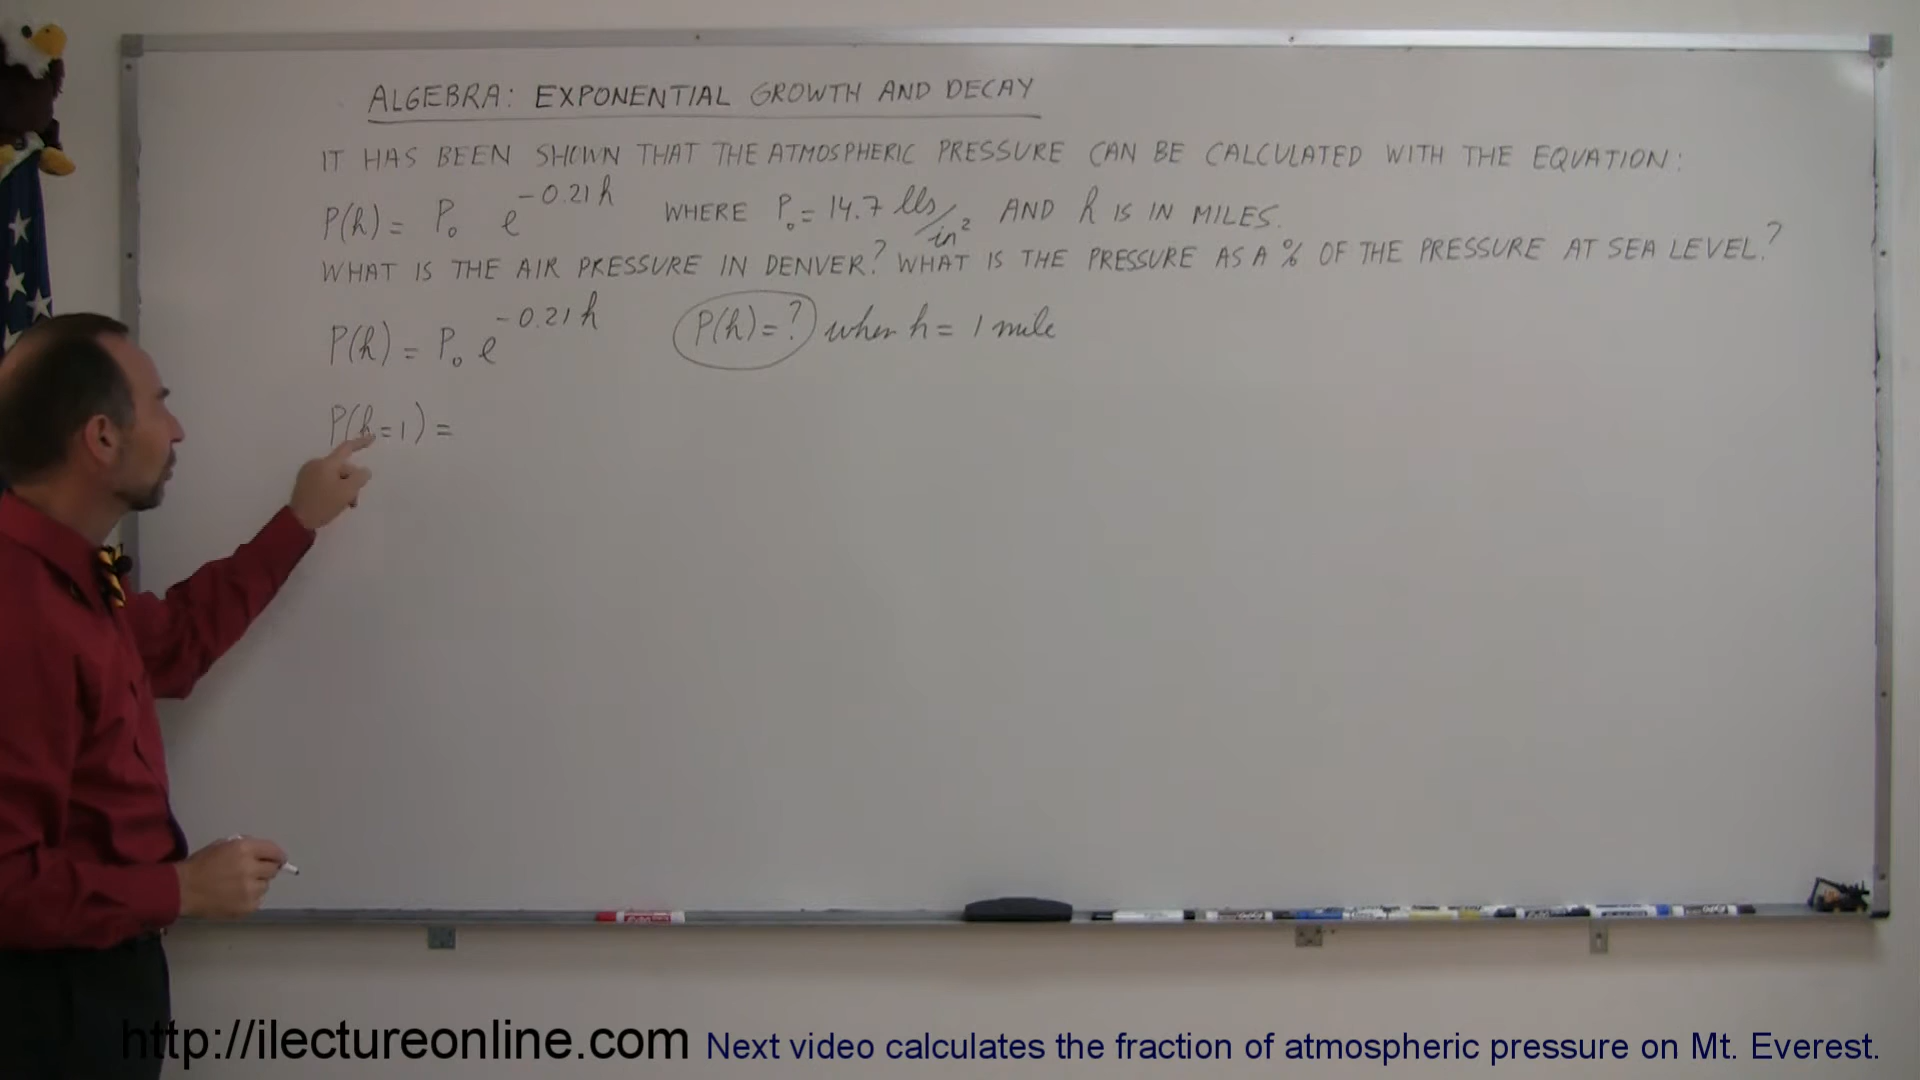 ALGEBRA: EXPONENTIAL GROWTH AND DECAY
IT HAS BEEN SHOWN THAT THE ATMOSPHERIC PRESSURE CAN BE CALCULATED WITH THE EQUATION:
P(h) = P₀ e^-0.21h WHERE P₀ = 14.7 lbs/in² AND h IS IN MILES.
WHAT IS THE AIR PRESSURE IN DENVER? WHAT IS THE PRESSURE AS A % OF THE PRESSURE AT SEA LEVEL?
P(h) = P₀ e^-0.21h P(h) = ? when h = 1 mile
P(h=1) =
http://ilectureonline.com Next video calculates the fraction of atmospheric pressure on Mt. Everest.